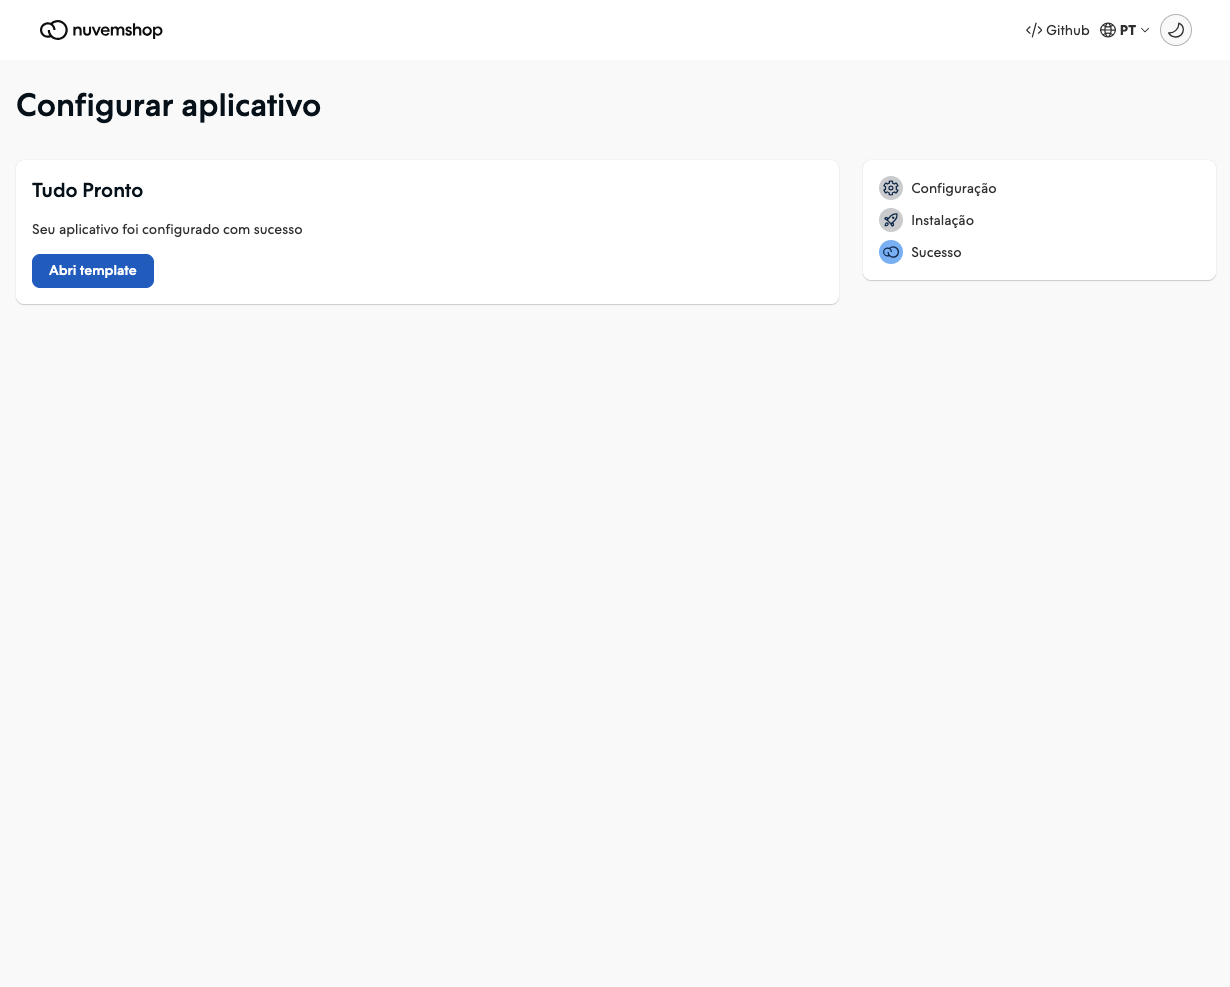 nuvemshop
</> Github PT
Configurar aplicativo
Tudo Pronto
Seu aplicativo foi configurado com sucesso
Abri template
Configuração
Instalação
Sucesso